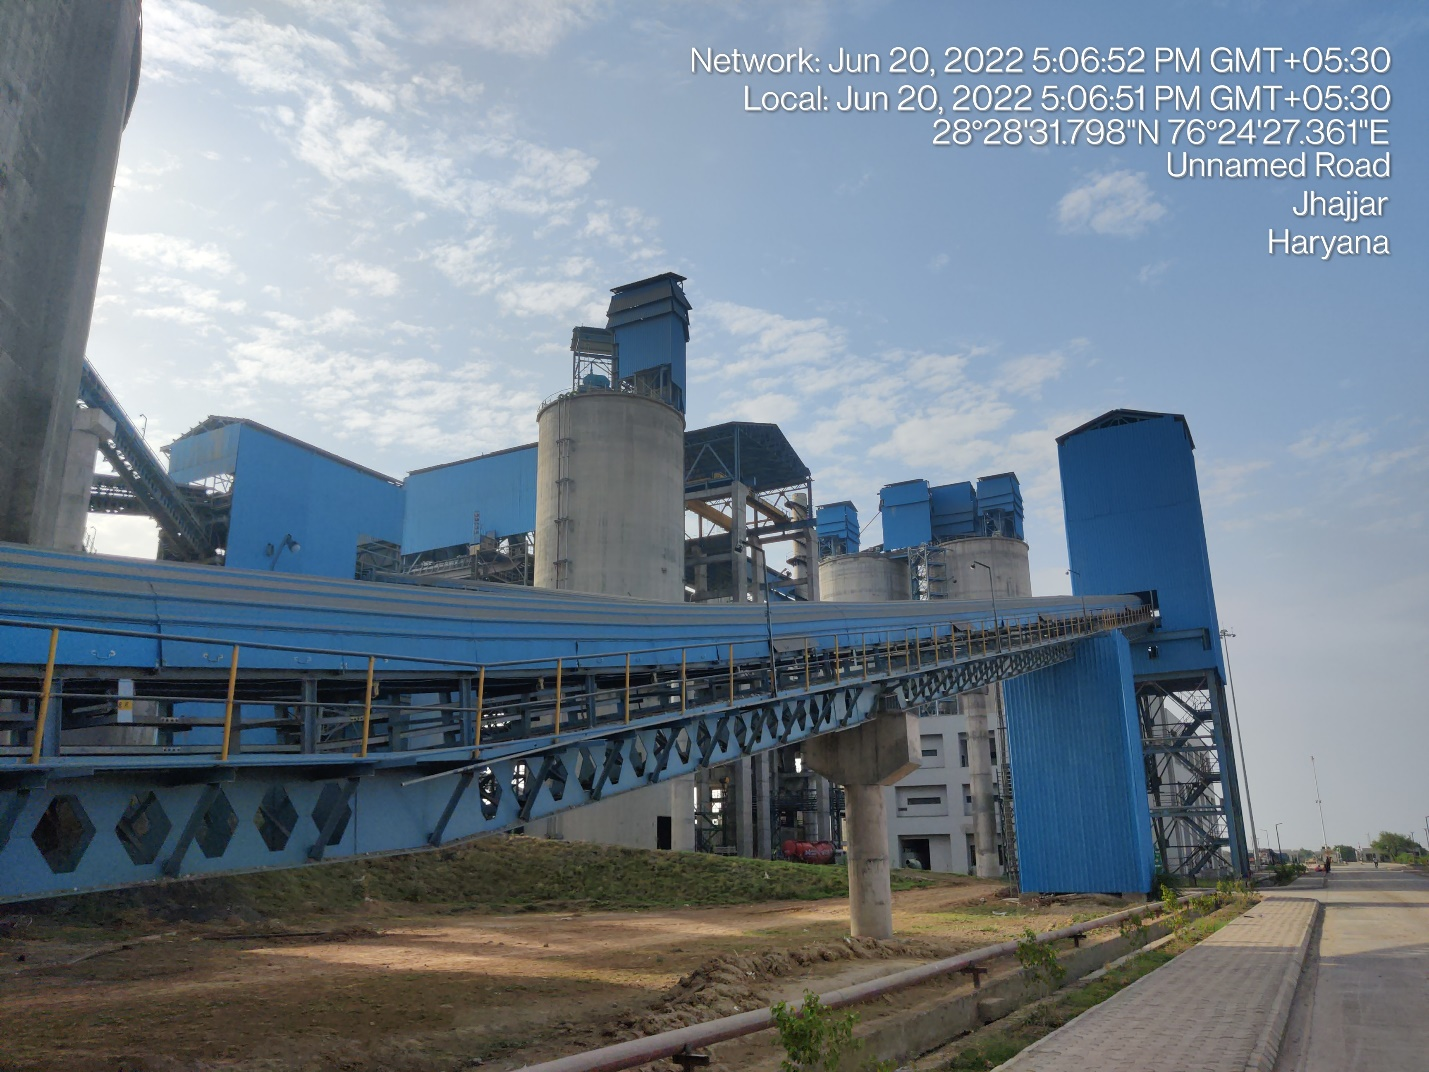 Network: Jun 20, 2022 5:06:52 PM GMT+05:30
Local: Jun 20, 2022 5:06:51 PM GMT+05:30
28°28'31.798"N 76°24'27.361"E
Unnamed Road
Jhajjar
Haryana